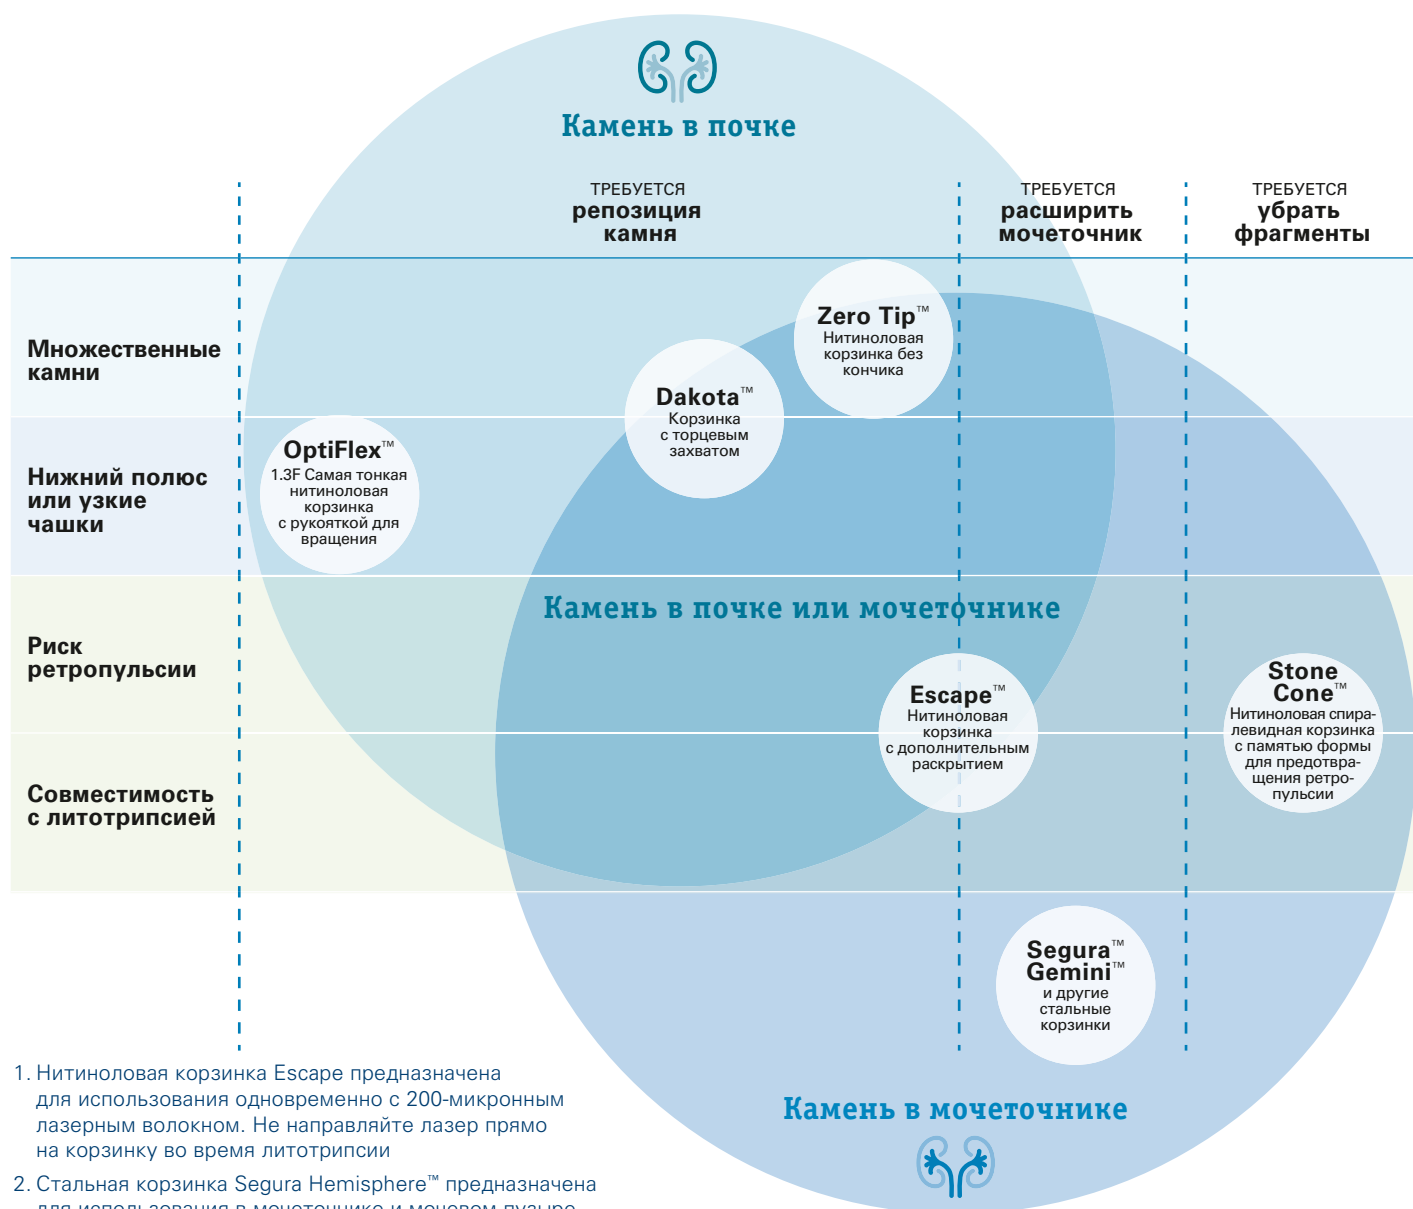 Камень в почке
ТРЕБУЕТСЯ
репозиция
камня
ТРЕБУЕТСЯ
расширить
мочеточник
ТРЕБУЕТСЯ
убрать
фрагменты
Множественные
камни
Zero Tip™
Нитиноловая
корзинка без
кончика
Dakota™
Корзинка
с торцевым
захватом
Нижний полюс
или узкие
чашки
OptiFlex™
1.3F Самая тонкая
нитиноловая
корзинка
с рукояткой для
вращения
Камень в почке или мочеточнике
Риск
ретропульсии
Escape™
Нитиноловая
корзинка
с дополнительным
раскрытием
Stone
Cone™
Нитиноловая спира-
левидная корзинка
с памятью формы
для предотвра-
щения ретро-
пульсии
Совместимость
с литотрипсией
Segura™
Gemini™
и другие
стальные
корзинки
Камень в мочеточнике
1. Нитиноловая корзинка Escape предназначена
для использования одновременно с 200-микронным
лазерным волокном. Не направляйте лазер прямо
на корзинку во время литотрипсии
2. Стальная корзинка Segura Hemisphere™ предназначена
для использования в мочеточнике и мочевом пузыре